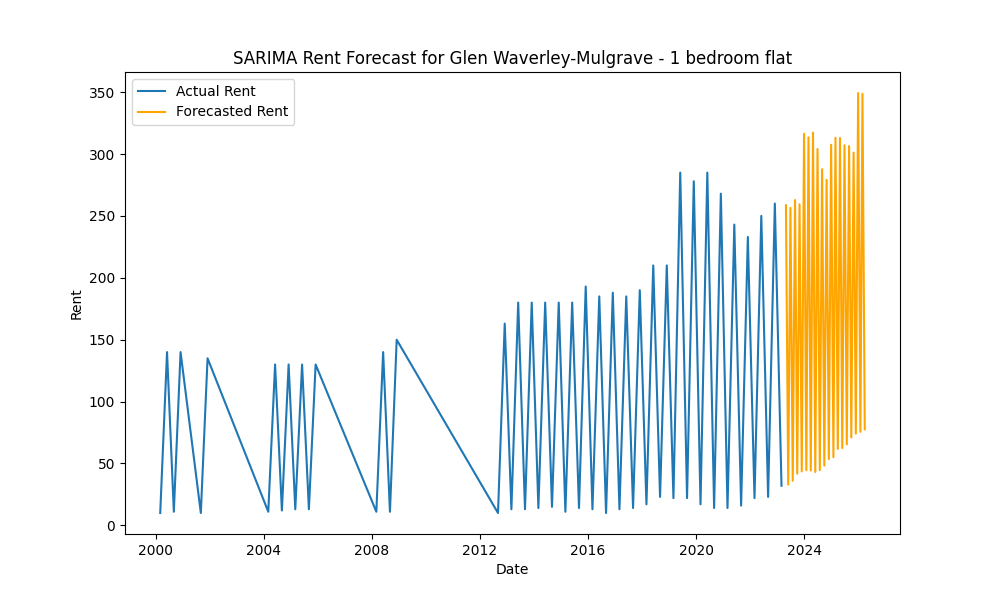 SARIMA Rent Forecast for Glen Waverley-Mulgrave - 1 bedroom flat
Actual Rent
Forecasted Rent
350
300
250
200
150
100
50
0
Rent
2000 2004 2008 2012 2016 2020 2024
Date